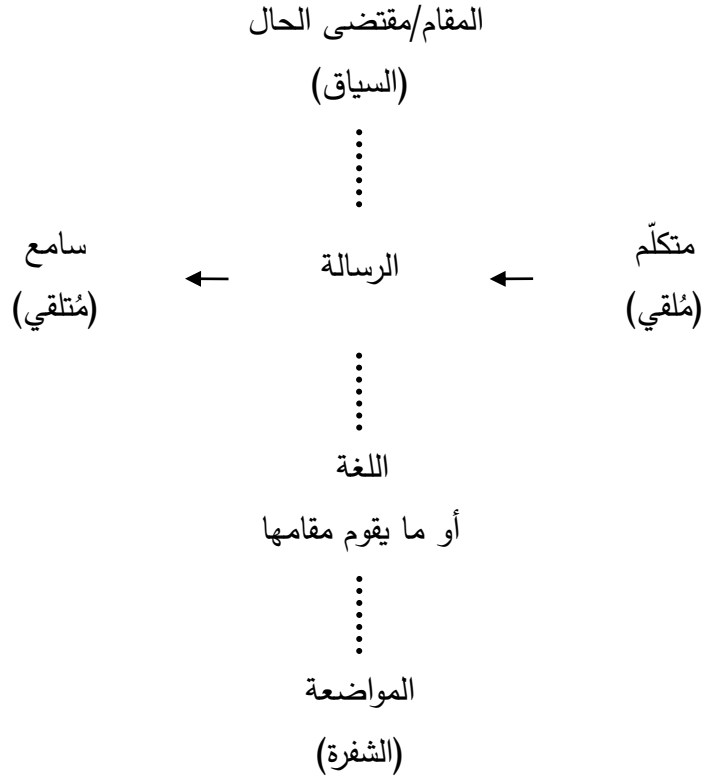 المقام/مقتضى الحال
(السياق)
متكلّم
(مُلقي)
الرسالة
سامع
(مُتلقي)
اللغة
أو ما يقوم مقامها
المواضعة
(الشفرة)